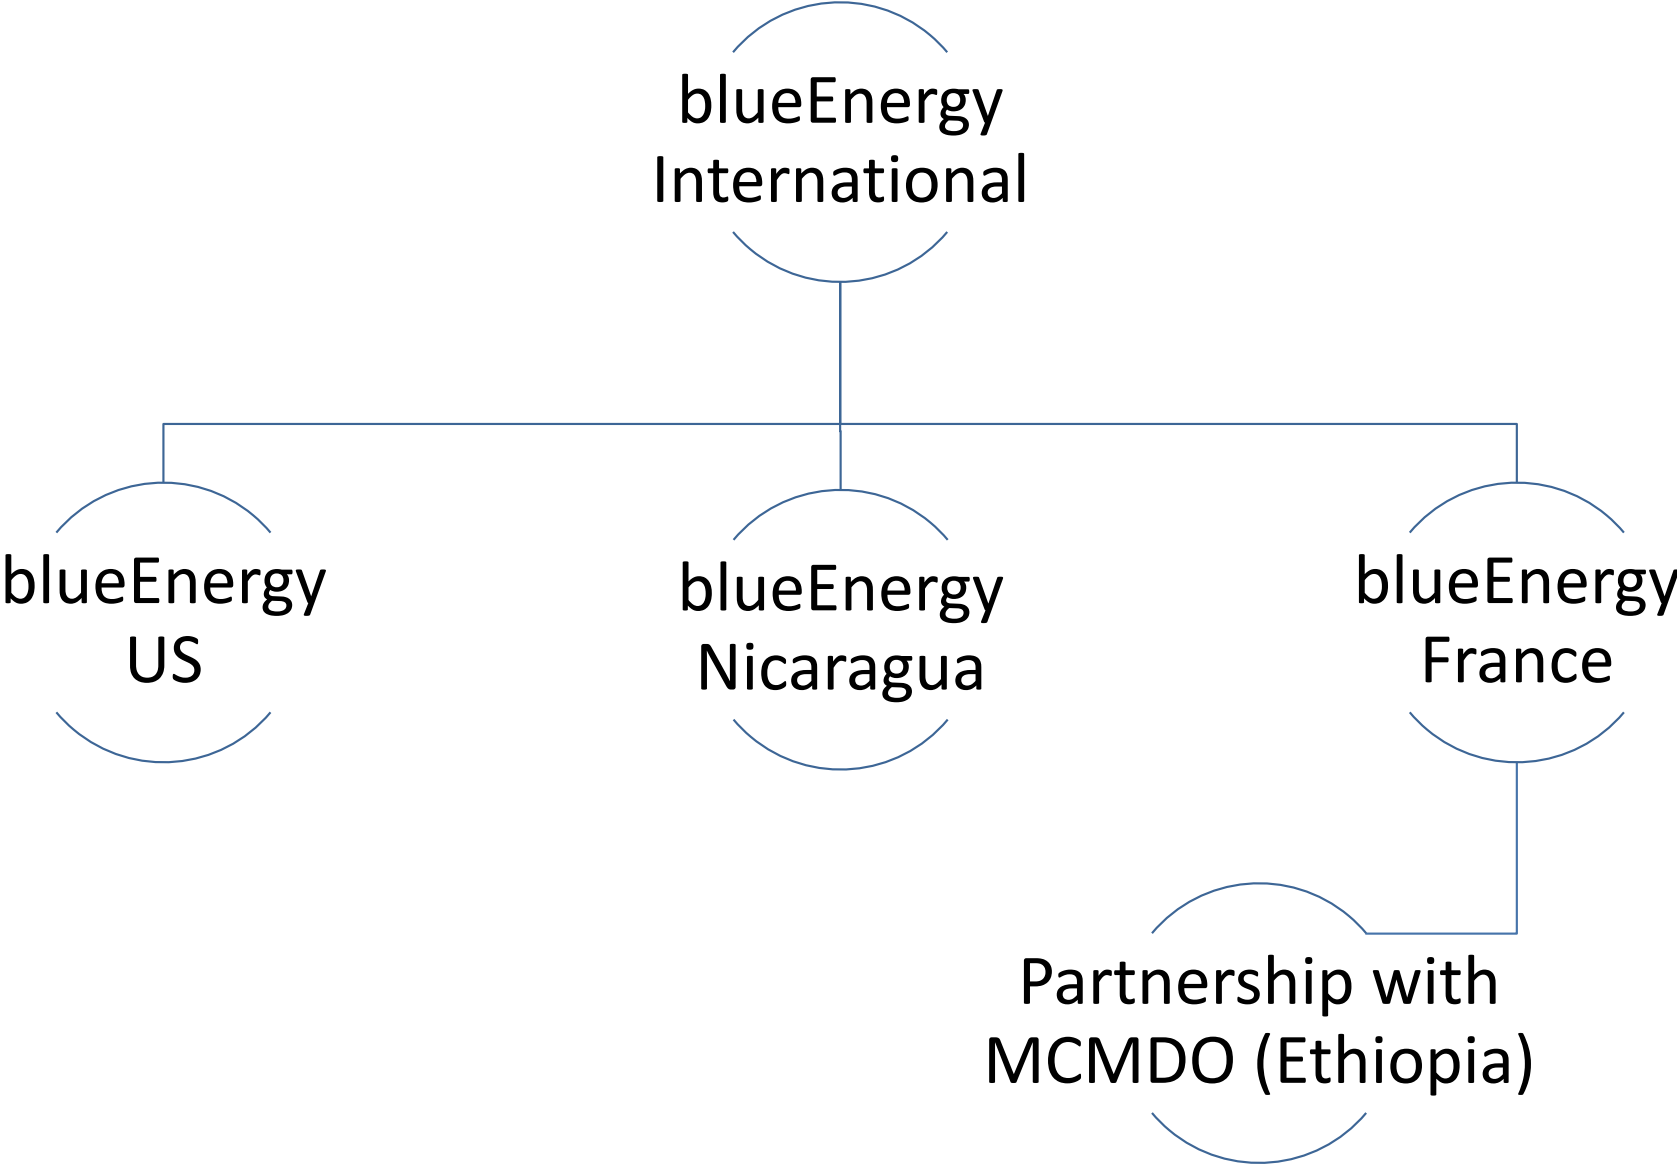 blueEnergy
International
blueEnergy
US
blueEnergy
Nicaragua
blueEnergy
France
Partnership with
MCMDO (Ethiopia)